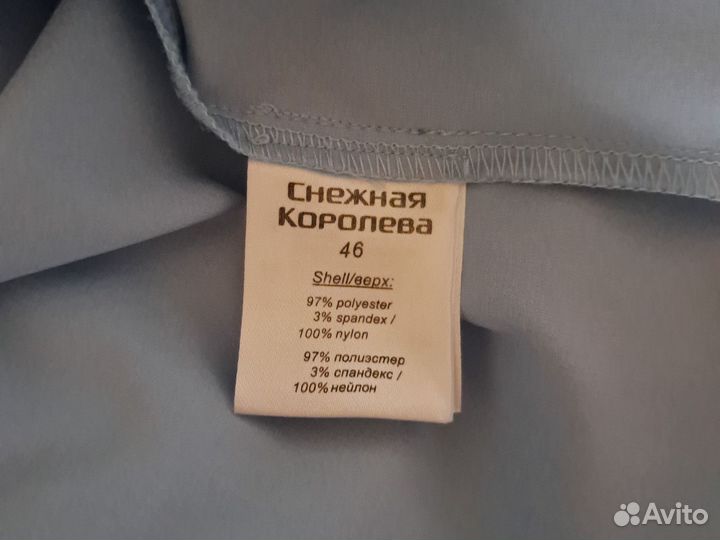 Снежная
Королева
46
Shell/верх:
97% polyester
3% spandex /
100% nylon
97% полиэстер
3% спандекс /
100% нейлон
Avito